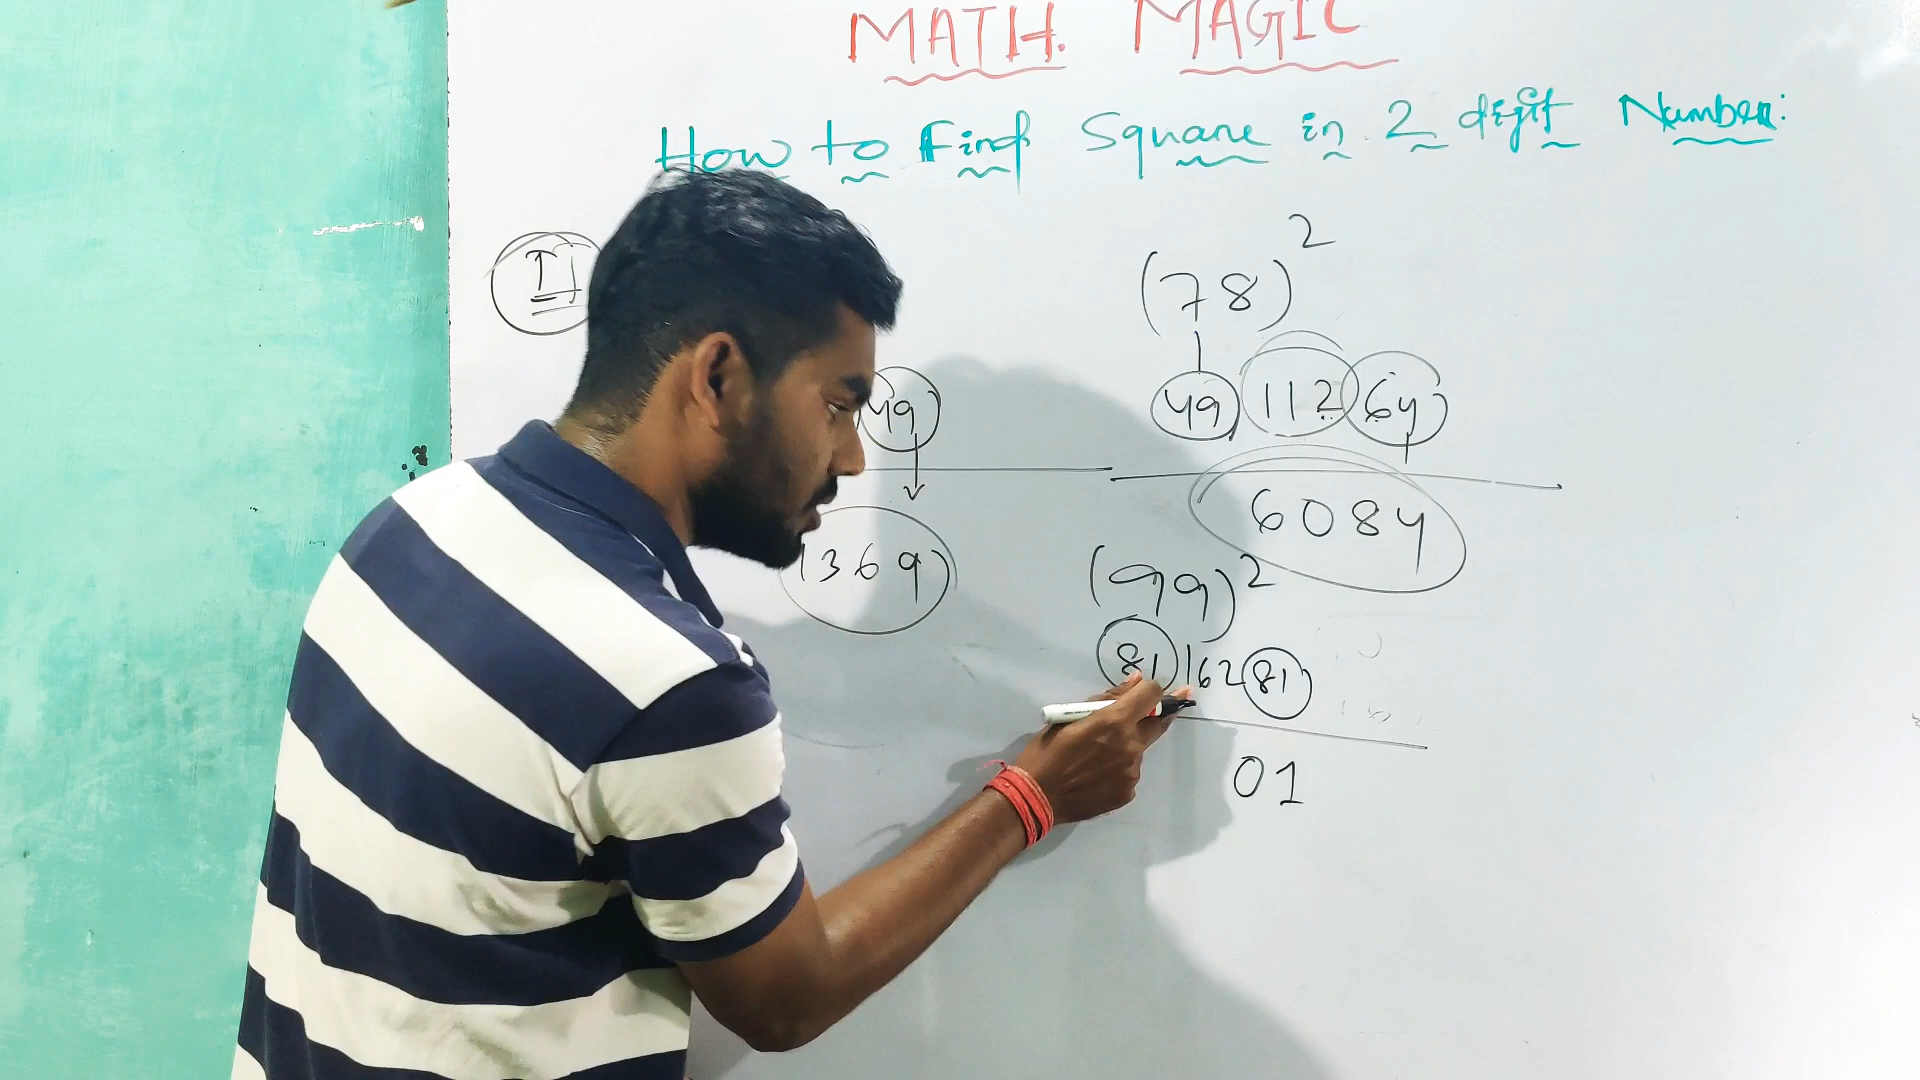 MATH. MAGIC
How to Find Square in 2 digit Number:
II
(78)²
49
49 112 64
6084
1369
(99)²
81 162 81
01